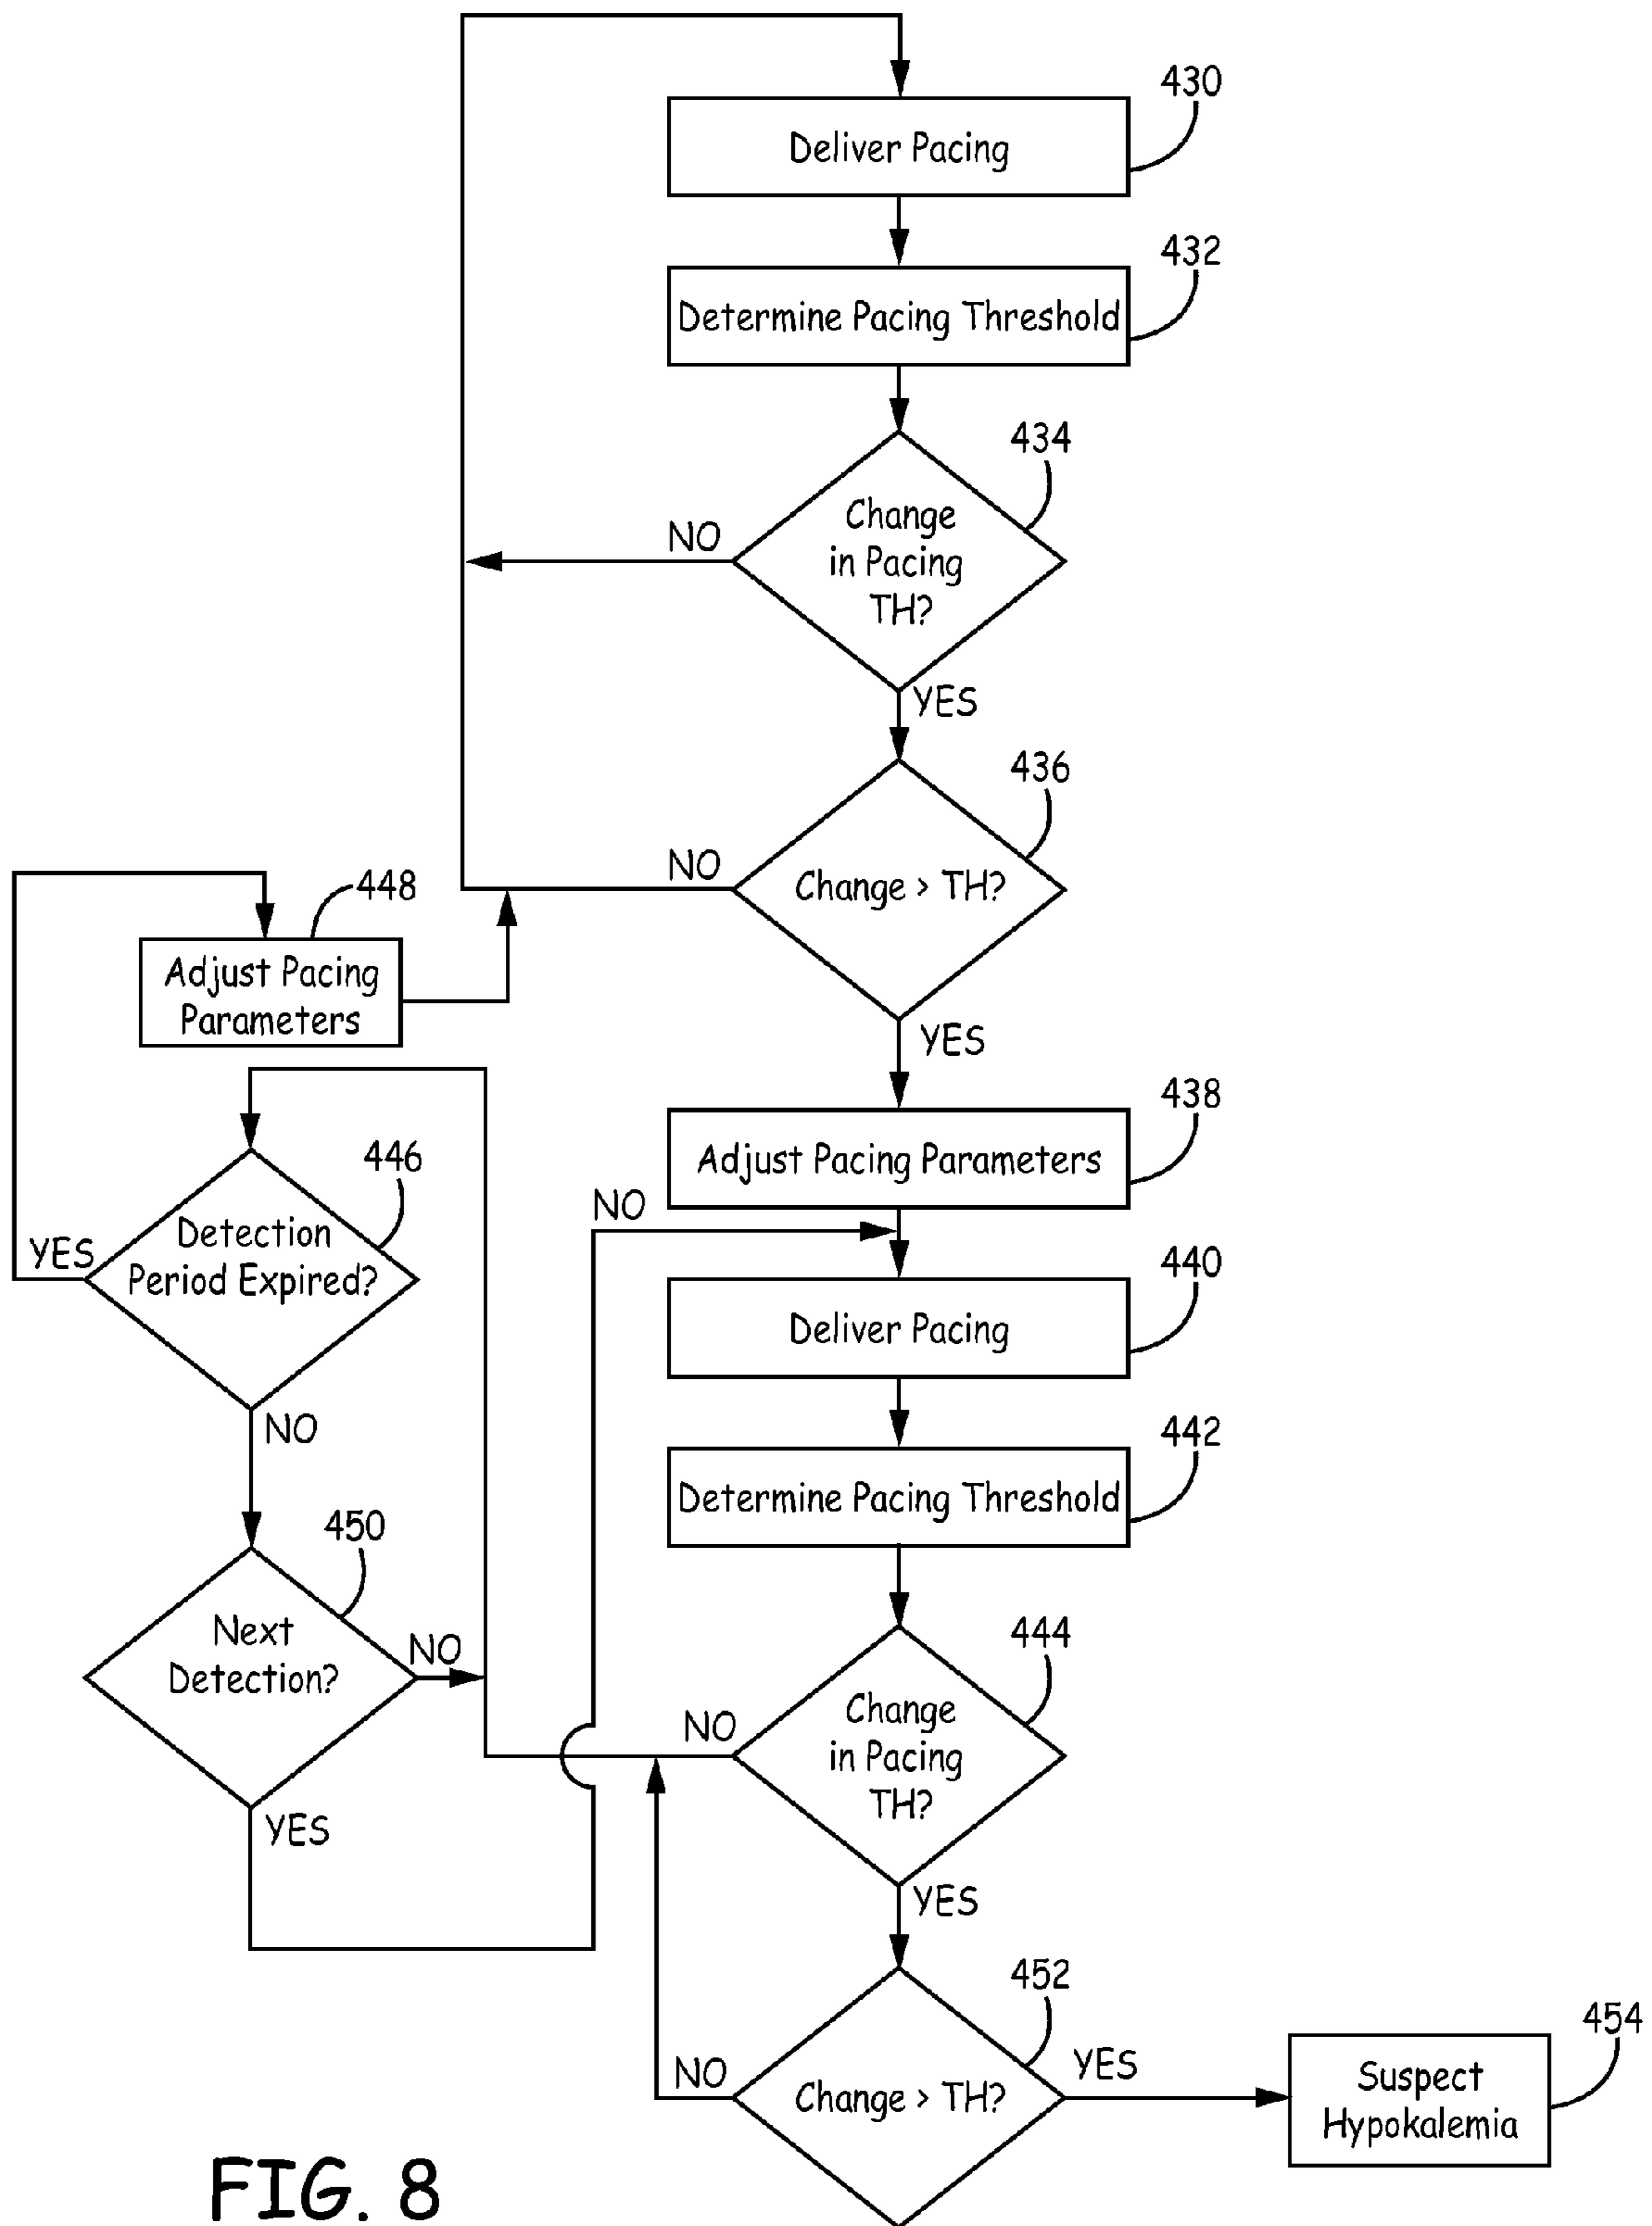 430
Deliver Pacing
432
Determine Pacing Threshold
434
Change
in Pacing
TH?
NO
YES
436
Change > TH?
NO
YES
448
Adjust Pacing
Parameters
438
Adjust Pacing Parameters
446
Detection
Period Expired?
YES
NO
NO
440
Deliver Pacing
442
Determine Pacing Threshold
450
Next
Detection?
NO
YES
444
Change
in Pacing
TH?
NO
YES
452
Change > TH?
NO
YES
454
Suspect
Hypokalemia
FIG. 8